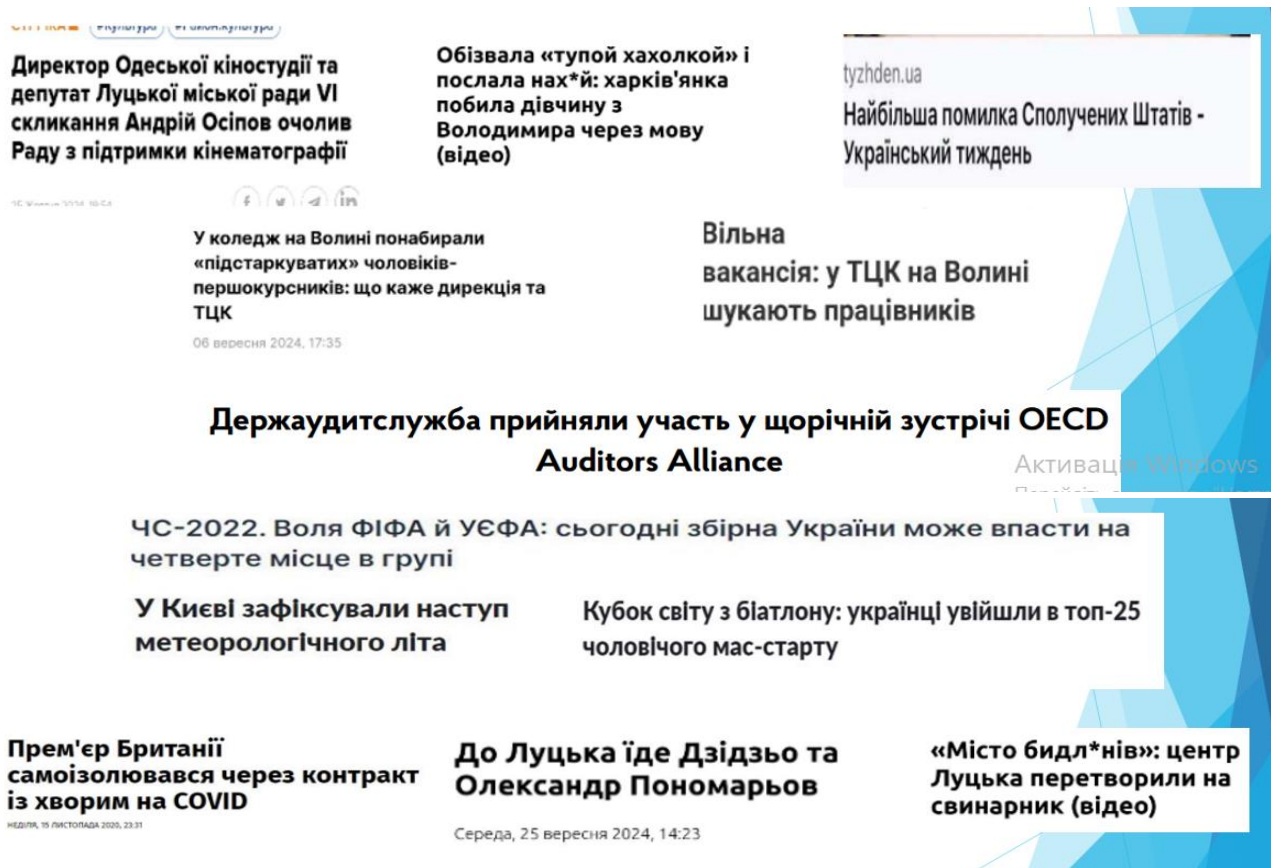 #Культура
Директор Одеської кіностудії та
депутат Луцької міської ради VI
скликання Андрій Осіпов очолив
Раду з підтримки кінематографії
Обізвала «тупой хахолкой» і
послала нах*й: харків'янка
побила дівчину з
Володимира через мову
(відео)
tyzhden.ua
Найбільша помилка Сполучених Штатів -
Український тиждень
У коледж на Волині понабирали
«підстаркуватих» чоловіків-
першокурсників: що каже дирекція та
ТЦК
06 вересня 2024, 17:35
Вільна
вакансія: у ТЦК на Волині
шукають працівників
Держаудитслужба прийняли участь у щорічній зустрічі OECD
Auditors Alliance
Активація Windows
ЧС-2022. Воля ФІФА й УЄФА: сьогодні збірна України може впасти на
четверте місце в групі
У Києві зафіксували наступ
метеорологічного літа
Кубок світу з біатлону: українці увійшли в топ-25
чоловічого мас-старту
Прем'єр Британії
самоізолювався через контракт
із хворим на COVID
НЕДІЛЯ, 15 ЛИСТОПАДА 2020, 23:31
До Луцька їде Дзідзьо та
Олександр Пономарьов
Середа, 25 вересня 2024, 14:23
«Місто бидл*нів»: центр
Луцька перетворили на
свинарник (відео)